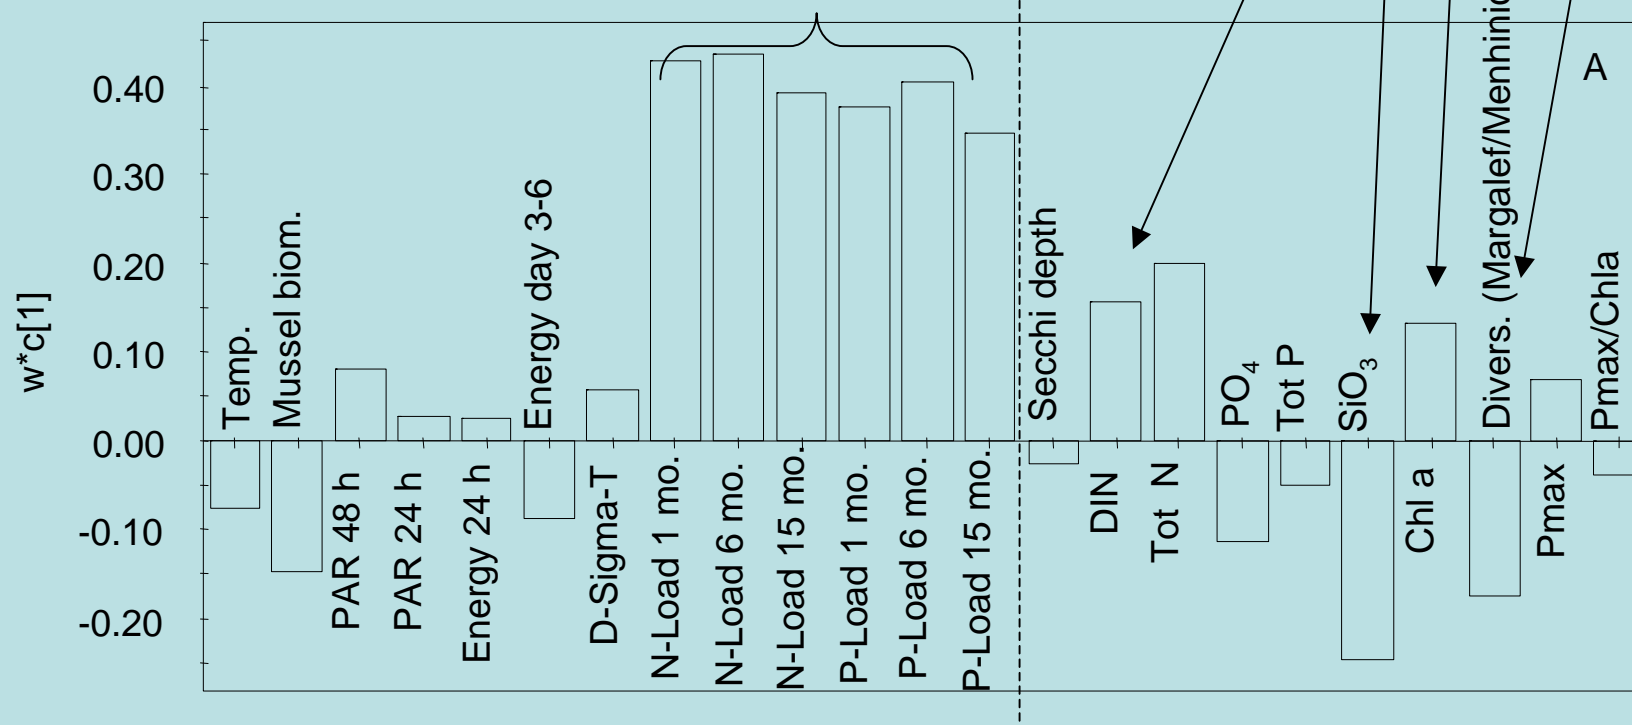 A
0.40
0.30
0.20
0.10
0.00
-0.10
-0.20
w*c[1]
Temp.
Mussel biom.
PAR 48 h
PAR 24 h
Energy 24 h
Energy day 3-6
D-Sigma-T
N-Load 1 mo.
N-Load 6 mo.
N-Load 15 mo.
P-Load 1 mo.
P-Load 6 mo.
P-Load 15 mo.
Secchi depth
DIN
Tot N
PO₄
Tot P
SiO₃
Chl a
Divers. (Margalef/Menhinic
Pmax
Pmax/Chla